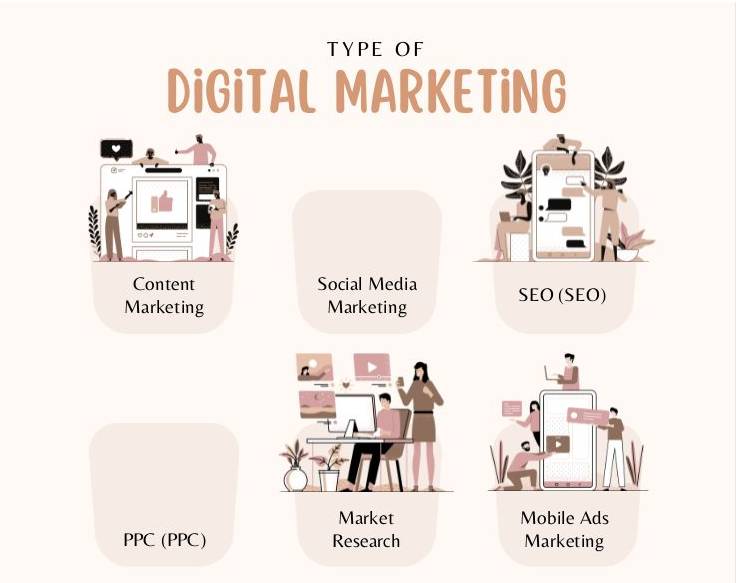 TYPE OF
DIGITAL MARKETING
Content
Marketing
Social Media
Marketing
SEO (SEO)
PPC (PPC)
Market
Research
Mobile Ads
Marketing